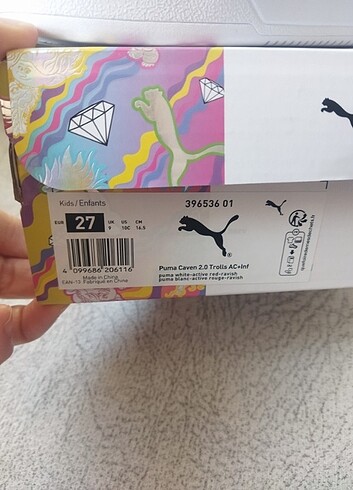 Kids/Enfants
396536 01
EUR 27 UK 9 US 10C CM 16.5
4 099686 206116
Made in China
EAN-13 Fabriqué en Chine
Puma Caven 2.0 Trolls AC+Inf
puma white-active red-ravish
puma blanc-active rouge-ravish